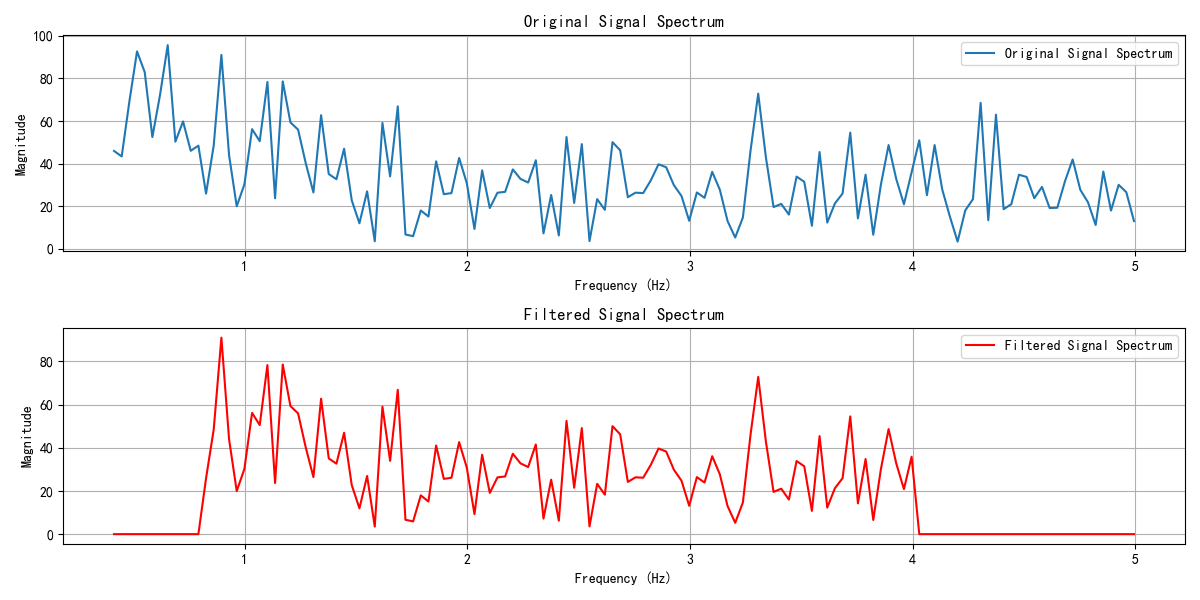 Original Signal Spectrum
Original Signal Spectrum
Magnitude
100
80
60
40
20
0
1
2
3
4
5
Frequency (Hz)
Filtered Signal Spectrum
Filtered Signal Spectrum
Magnitude
80
60
40
20
0
1
2
3
4
5
Frequency (Hz)